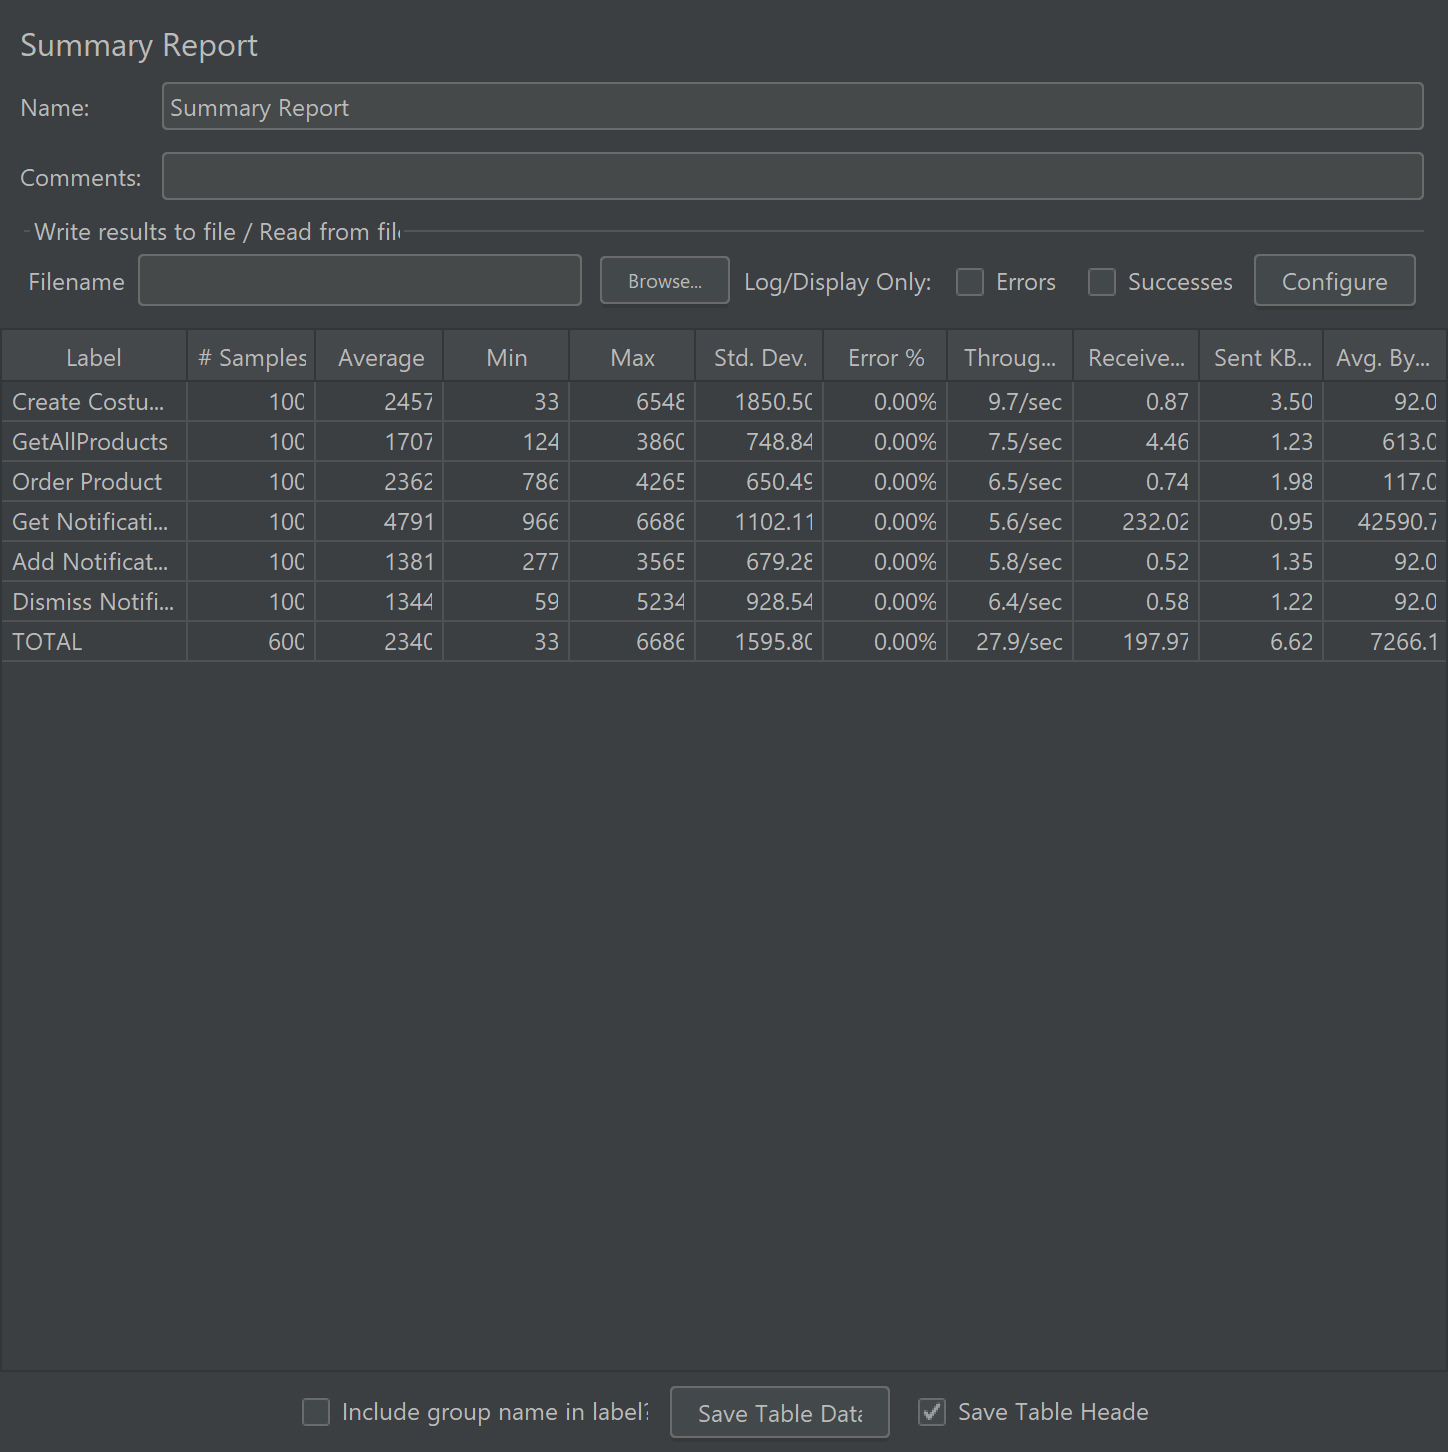 Summary Report
Name: Summary Report
Comments:
Write results to file / Read from file
Filename Browse... Log/Display Only: Errors Successes Configure
Label # Samples Average Min Max Std. Dev. Error % Throug... Receive... Sent KB... Avg. By...
Create Costu... 100 2457 33 6548 1850.50 0.00% 9.7/sec 0.87 3.50 92.0
GetAllProducts 100 1707 124 3860 748.84 0.00% 7.5/sec 4.46 1.23 613.0
Order Product 100 2362 786 4265 650.49 0.00% 6.5/sec 0.74 1.98 117.0
Get Notificati... 100 4791 966 6686 1102.11 0.00% 5.6/sec 232.02 0.95 42590.7
Add Notificat... 100 1381 277 3565 679.28 0.00% 5.8/sec 0.52 1.35 92.0
Dismiss Notifi... 100 1344 59 5234 928.54 0.00% 6.4/sec 0.58 1.22 92.0
TOTAL 600 2340 33 6686 1595.80 0.00% 27.9/sec 197.97 6.62 7266.1
Include group name in label? Save Table Data Save Table Heade